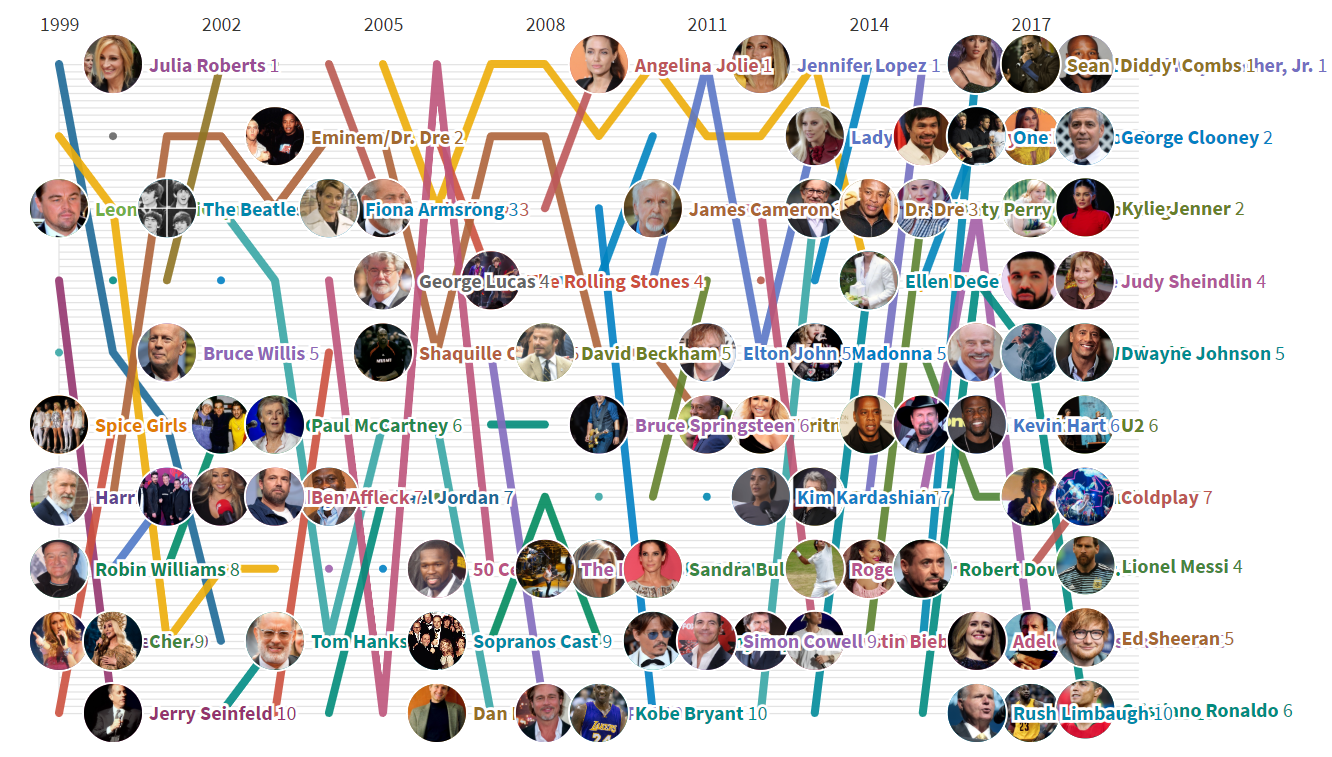 1999 2002 2005 2008 2011 2014 2017
Julia Roberts 1 Angelina Jolie 1 Jennifer Lopez 1 Sean 'Diddy' Combs 1 her, Jr. 1
Eminem/Dr. Dre 2 Lady One George Clooney 2
Leon The Beatles Fiona Armsrong 3 3 James Cameron Dr. Dre 3 ty Perry Kylie Jenner 2
George Lucas 4 e Rolling Stones 4 Ellen DeGe Judy Sheindlin 4
Bruce Willis 5 Shaquille David Beckham 5 Elton John 5 Madonna 5 Dwayne Johnson 5
Spice Girls Paul McCartney 6 Bruce Springsteen 6 Kevin Hart 6 U2 6
Harr Ben Affleck 7 Jordan 7 Kim Kardashian 7 Coldplay 7
Robin Williams 8 50 Ce The Sandra Bul Roge Robert Dow Lionel Messi 4
Cher 9 Tom Hanks Sopranos Cast 9 Simon Cowell 9 stin Bieb Adel Ed Sheeran 5
Jerry Seinfeld 10 Dan Kobe Bryant 10 Rush Limbaugh 10 ano Ronaldo 6